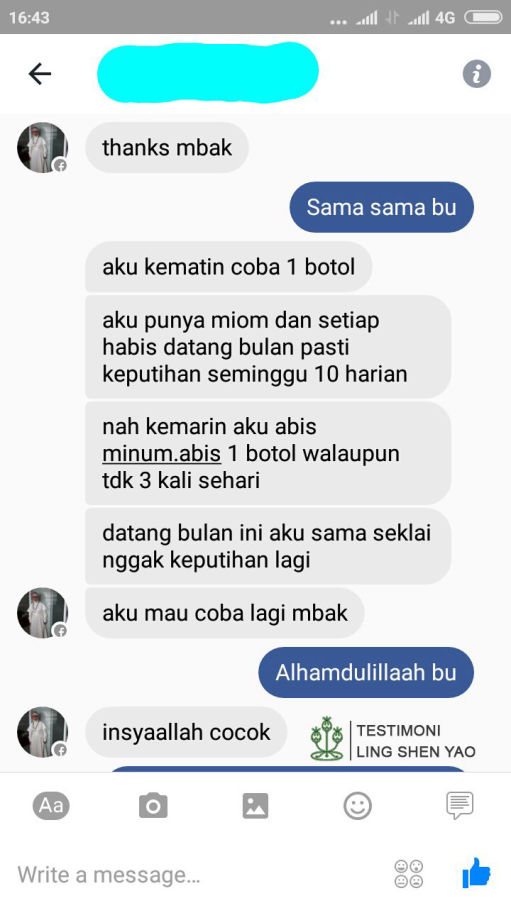 16:43
4G
thanks mbak
Sama sama bu
aku kematin coba 1 botol
aku punya miom dan setiap
habis datang bulan pasti
keputihan seminggu 10 harian
nah kemarin aku abis
minum.abis 1 botol walaupun
tdk 3 kali sehari
datang bulan ini aku sama seklai
nggak keputihan lagi
aku mau coba lagi mbak
Alhamdulillaah bu
insyaallah cocok
TESTIMONI
LING SHEN YAO
Aa
Write a message...